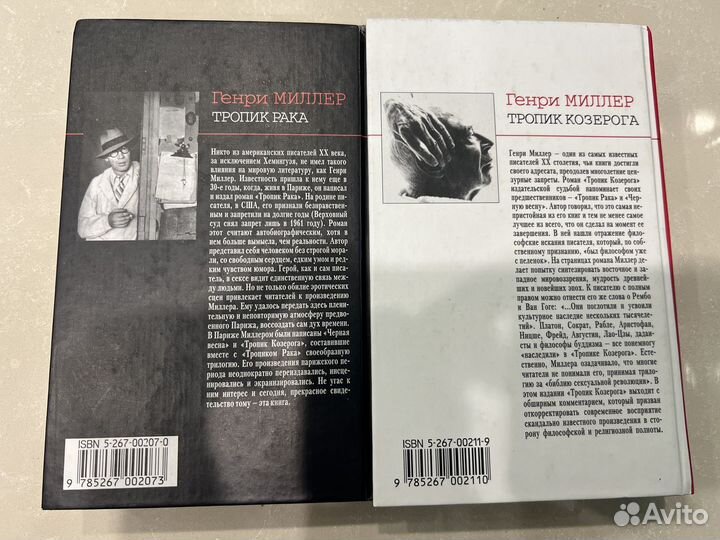 Генри МИЛЛЕР
ТРОПИК РАКА
Никто из американских писателей XX века,
за исключением Хемингуэя, не имел такого
влияния на мировую литературу, как Генри
Миллер. Известность пришла к нему еще в
30-е годы, когда, живя в Париже, он написал
и издал роман «Тропик Рака». На родине пи-
сателя, в США, его признали безнравствен-
ным и запретили на долгие годы (Верховный
суд снял запрет лишь в 1961 году). Роман
этот считают автобиографическим, хотя в
нем больше вымысла, чем реальности. Автор
представил себя человеком без строгой мора-
ли, со свободным сердцем, едким умом и ред-
ким чувством юмора. Герой, как и сам писа-
тель, в сексе видит единственную связь меж-
ду людьми. Но не только обилие эротических
сцен привлекает читателей к произведению
Миллера. Ему удалось передать здесь плени-
тельную и неповторимую атмосферу предво-
енного Парижа, воссоздать сам дух времени.
В Париже Миллером были написаны «Черная
весна» и «Тропик Козерога», составившие
вместе с «Тропиком Рака» своеобразную
трилогию. Его произведения парижского пе-
риода неоднократно переиздавались, инсце-
нировались и экранизировались. Не угас к
ним интерес и сегодня, прекрасное свиде-
тельство тому – эта книга.
ISBN 5-267-00207-0
9 785267 002073
Генри МИЛЛЕР
ТРОПИК КОЗЕРОГА
Генри Миллер – один из самых известных
писателей XX столетия, чьи книги достигли
своего адресата, преодолев многолетние цен-
зурные запреты. Роман «Тропик Козерога»
издательской судьбой напоминает своих
предшественников – «Тропик Рака» и «Чер-
ную весну». Автор говорил, что это самая не-
пристойная из его книг и тем не менее самое
лучшее из всего, что он сделал на момент ее
завершения. В ней нашли отражение фило-
софские искания писателя, который, по соб-
ственному признанию, «был философом уже
с пеленок». На страницах романа Миллер де-
лает попытку синтезировать восточное и за-
падное мировоззрения, мудрость древней-
ших и новейших эпох. К писателю с полным
правом можно отнести его же слова о Рембо
и Ван Гоге: «...Они поглотили и усвоили
культурное наследие нескольких тысячеле-
тий». Платон, Сократ, Рабле, Аристофан,
Ницше, Фрейд, Августин, Лао-Цзы, дадаис-
ты и философы буддизма – все понемногу
«наследили» в «Тропике Козерога». Есте-
ственно, Миллера озадачивало, что многие
читатели не понимали его, принимая трило-
гию за «библию сексуальной революции». В
этом издании «Тропик Козерога» выходит с
обширным комментарием, который призван
откорректировать современное восприятие
скандально известного произведения в сто-
рону философской и религиозной полноты.
ISBN 5-267-00211-9
9 785267 002110
Avito